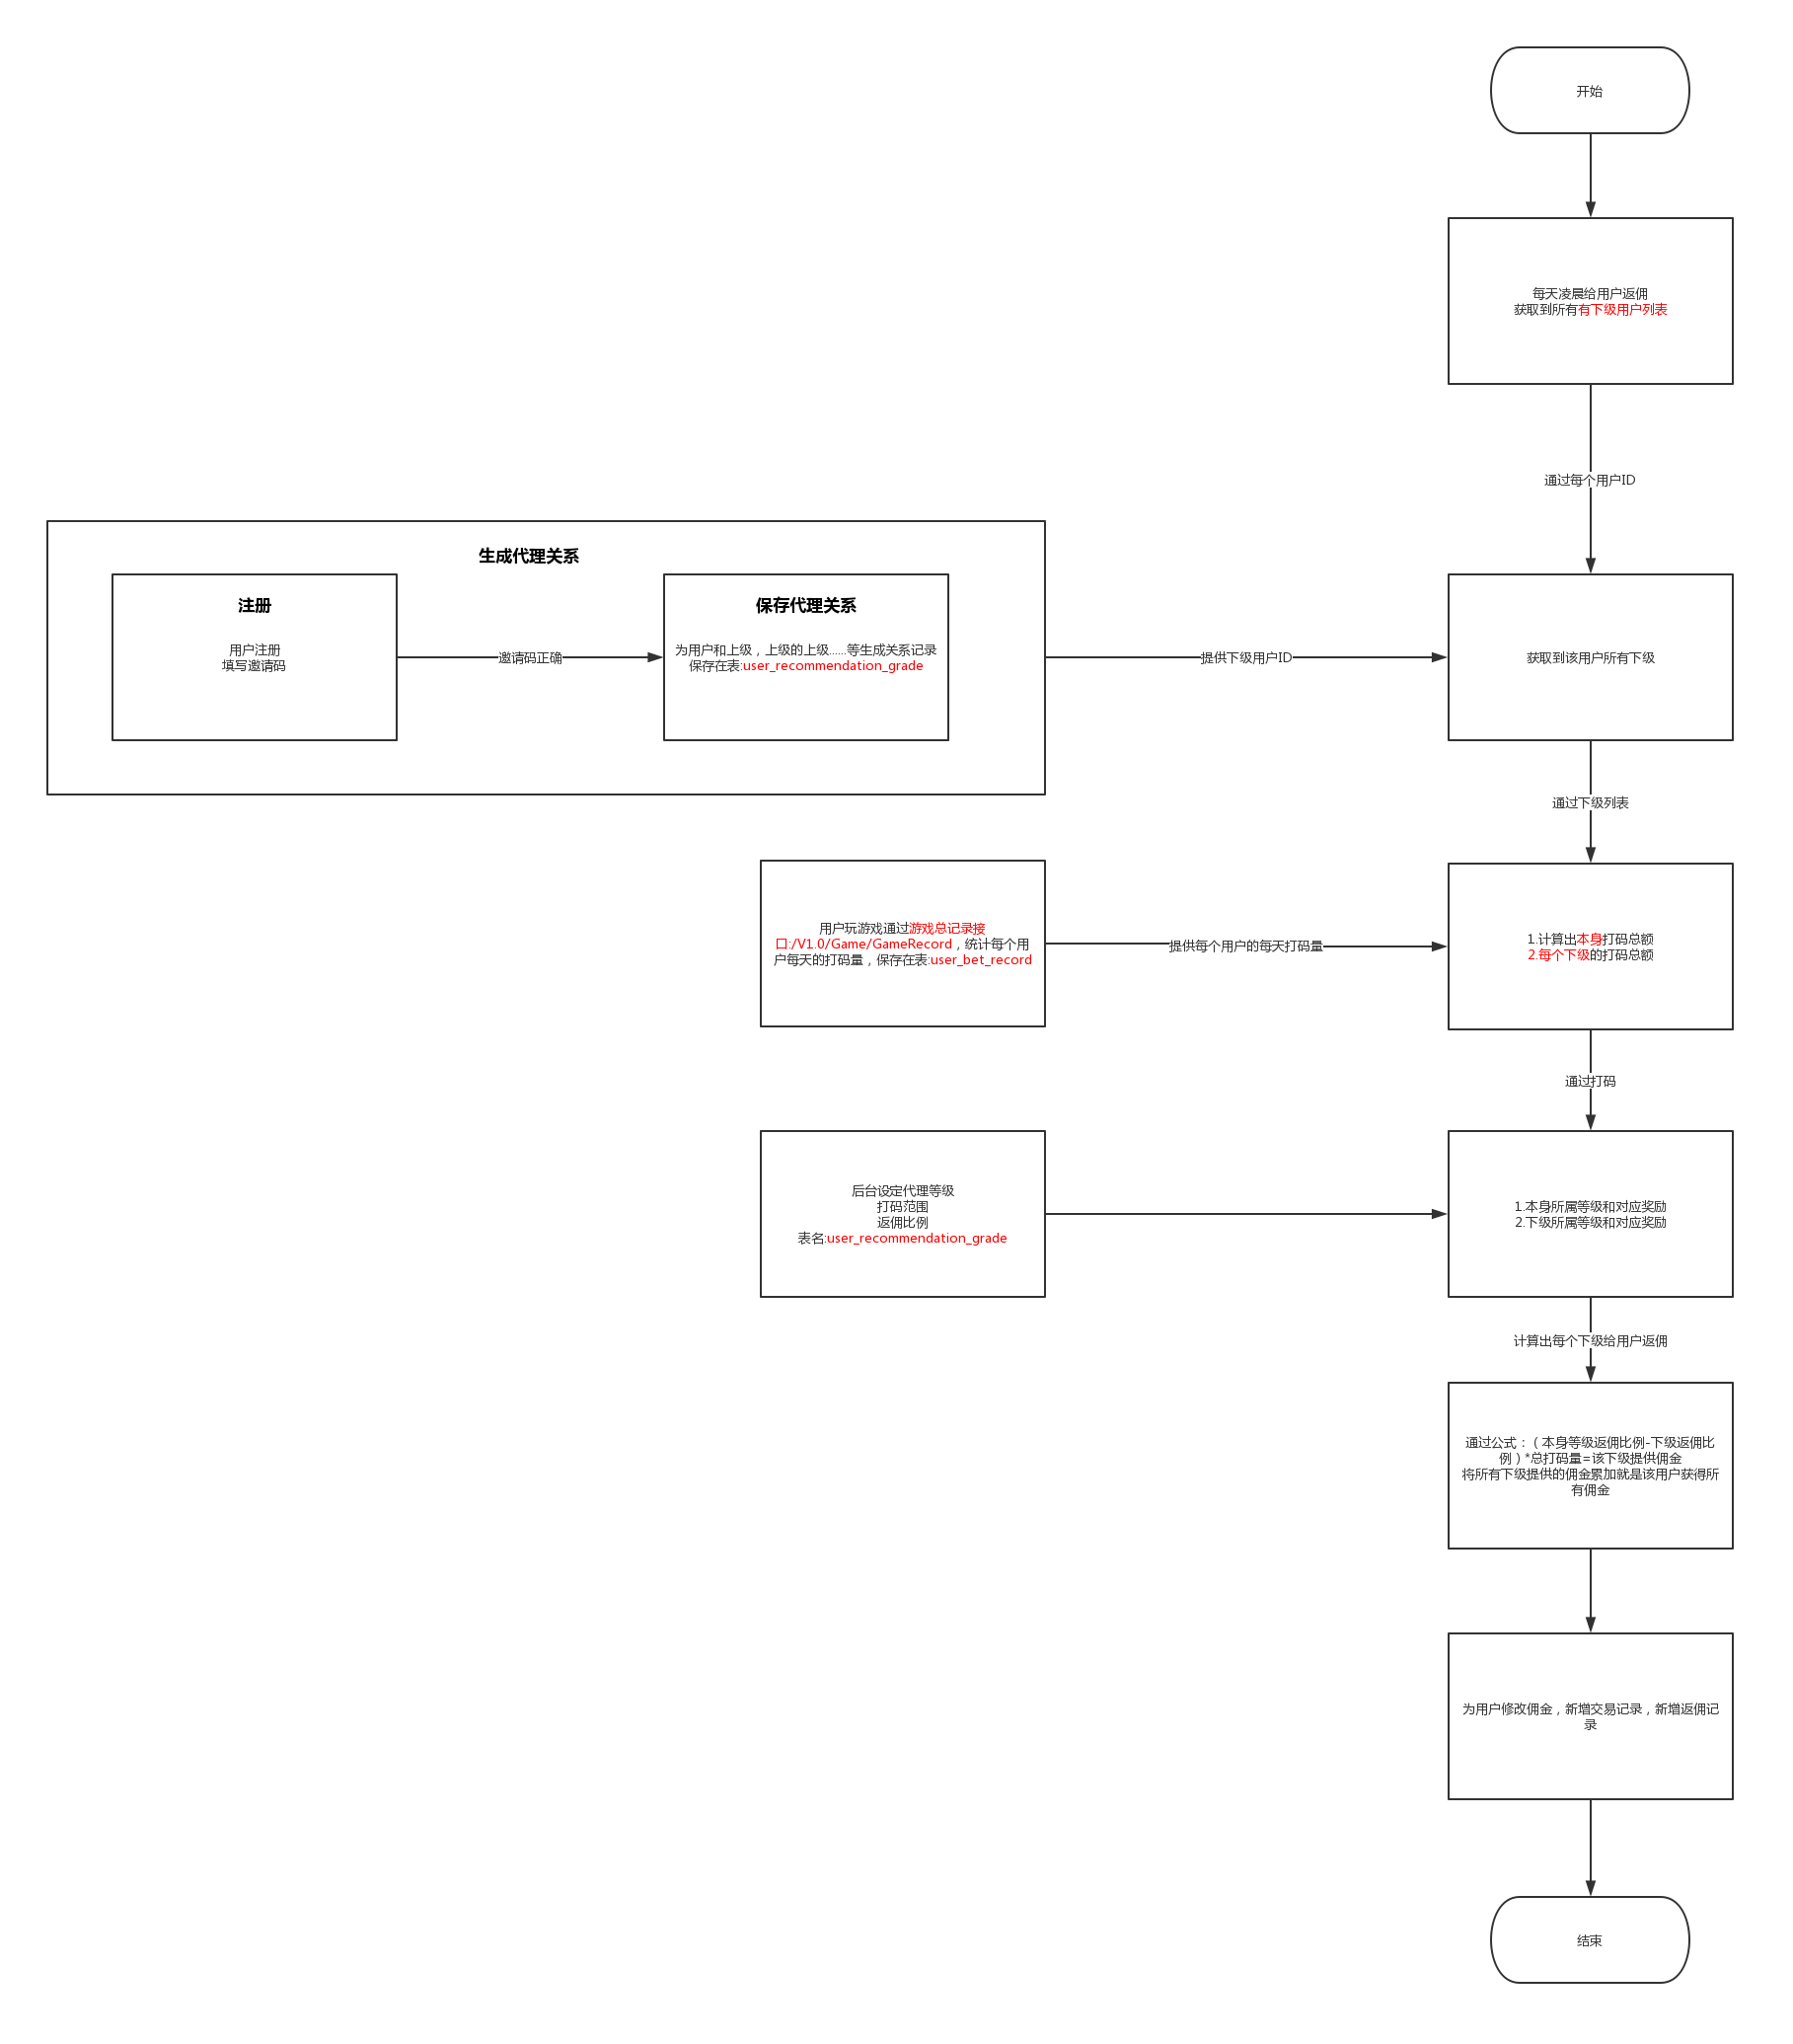 开始
每天凌晨给用户返佣
获取到所有有下级用户列表
通过每个用户ID
生成代理关系
注册
用户注册
填写邀请码
邀请码正确
保存代理关系
为用户和上级，上级的上级......等生成关系记录
保存在表:user_recommendation_grade
提供下级用户ID
获取到该用户所有下级
通过下级列表
用户玩游戏通过游戏总记录接
口:/V1.0/Game/GameRecord，统计每个用
户每天的打码量，保存在表:user_bet_record
提供每个用户的每天打码量
1.计算出本身打码总额
2.每个下级的打码总额
通过打码
后台设定代理等级
打码范围
返佣比例
表名:user_recommendation_grade
1.本身所属等级和对应奖励
2.下级所属等级和对应奖励
计算出每个下级给用户返佣
通过公式：（本身等级返佣比例-下级返佣比
例）*总打码量=该下级提供佣金
将所有下级提供的佣金累加就是该用户获得所
有佣金
为用户修改佣金，新增交易记录，新增返佣记
录
结束